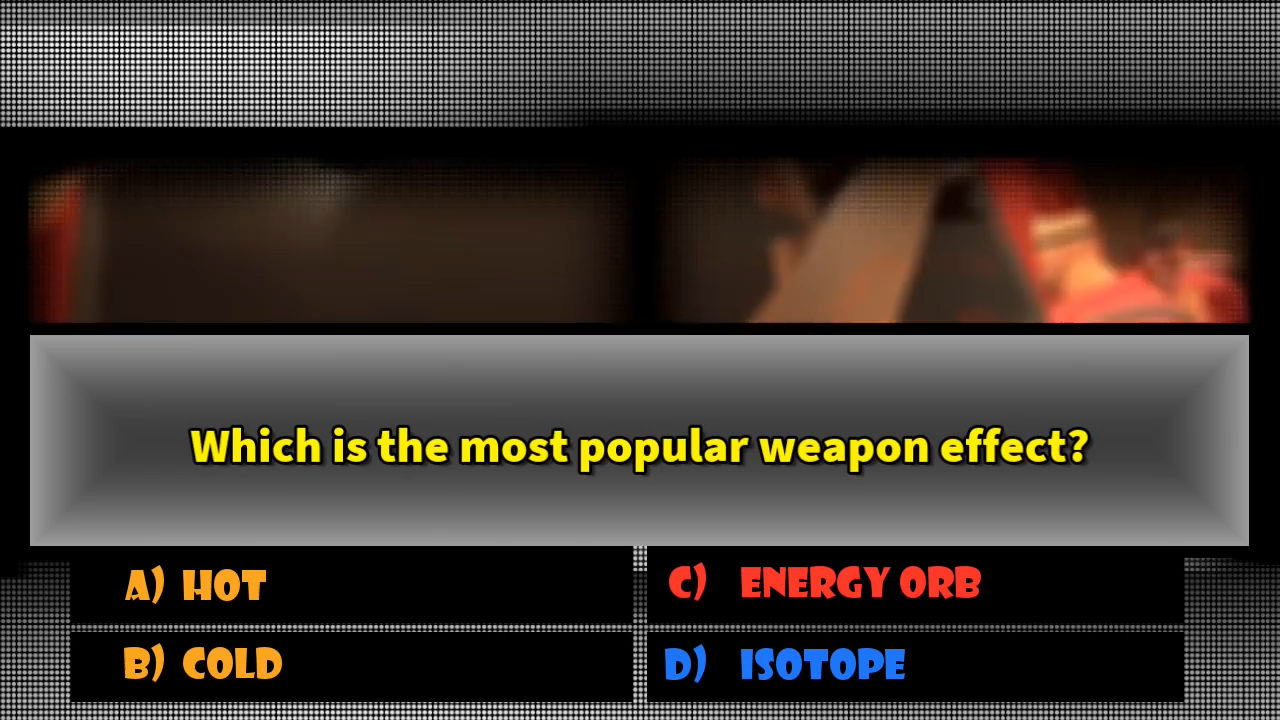 Which is the most popular weapon effect?
A) HOT
B) COLD
C) ENERGY ORB
D) ISOTOPE